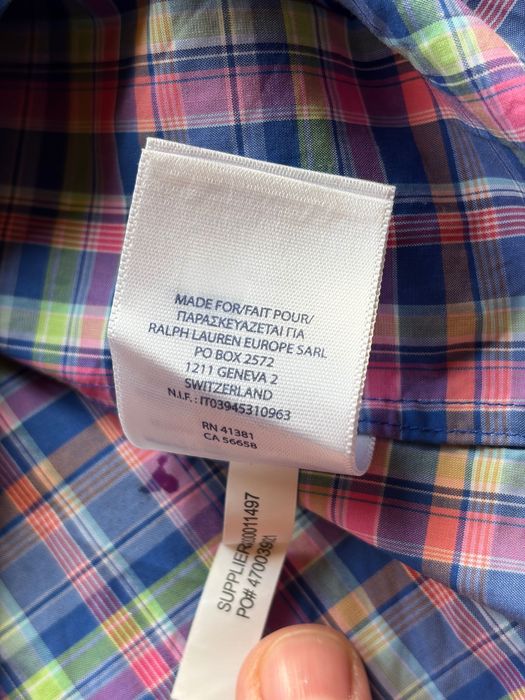 MADE FOR/FAIT POUR/
ΠΑΡΑΣΚΕΥΑΖΕΤΑΙ ΓΙΑ
RALPH LAUREN EUROPE SARL
PO BOX 2572
1211 GENEVA 2
SWITZERLAND
N.I.F.: IT03945310963
RN 41381
CA 56658
PO#